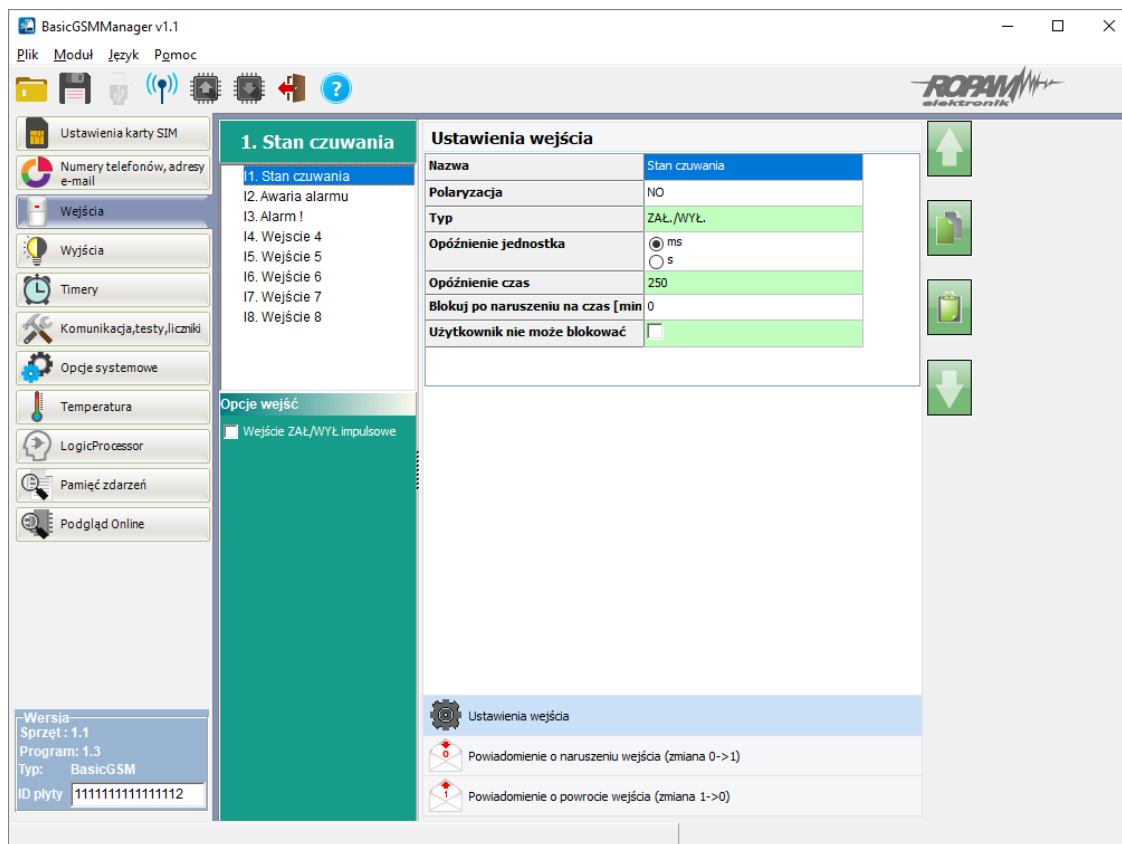 BasicGSMManager v1.1
Plik Moduł Język Pomoc
ROPAM
elektronik
Ustawienia karty SIM
Numery telefonów, adresy
e-mail
Wejścia
Wyjścia
Timery
Komunikacja,testy,liczniki
Opcje systemowe
Temperatura
LogicProcessor
Pamięć zdarzeń
Podgląd Online
Wersja
Sprzęt : 1.1
Program: 1.3
Typ: BasicGSM
ID płyty 1111111111111112
1. Stan czuwania
I1. Stan czuwania
I2. Awaria alarmu
I3. Alarm !
I4. Wejscie 4
I5. Wejście 5
I6. Wejście 6
I7. Wejście 7
I8. Wejście 8
Opcje wejść
Wejście ZAŁ/WYŁ impulsowe
Ustawienia wejścia
Nazwa Stan czuwania
Polaryzacja NO
Typ ZAŁ./WYŁ.
Opóźnienie jednostka ms
s
Opóźnienie czas 250
Blokuj po naruszeniu na czas [min 0
Użytkownik nie może blokować
Ustawienia wejścia
0
Powiadomienie o naruszeniu wejścia (zmiana 0->1)
1
Powiadomienie o powrocie wejścia (zmiana 1->0)